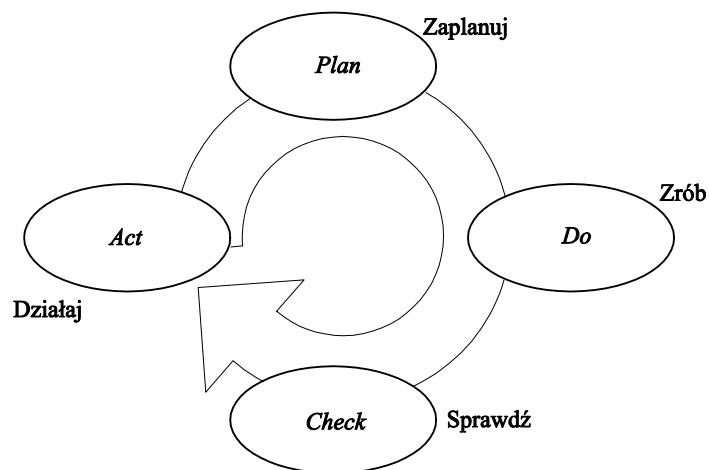 Zaplanuj
Plan
Zrób
Do
Act
Działaj
Check
Sprawdź